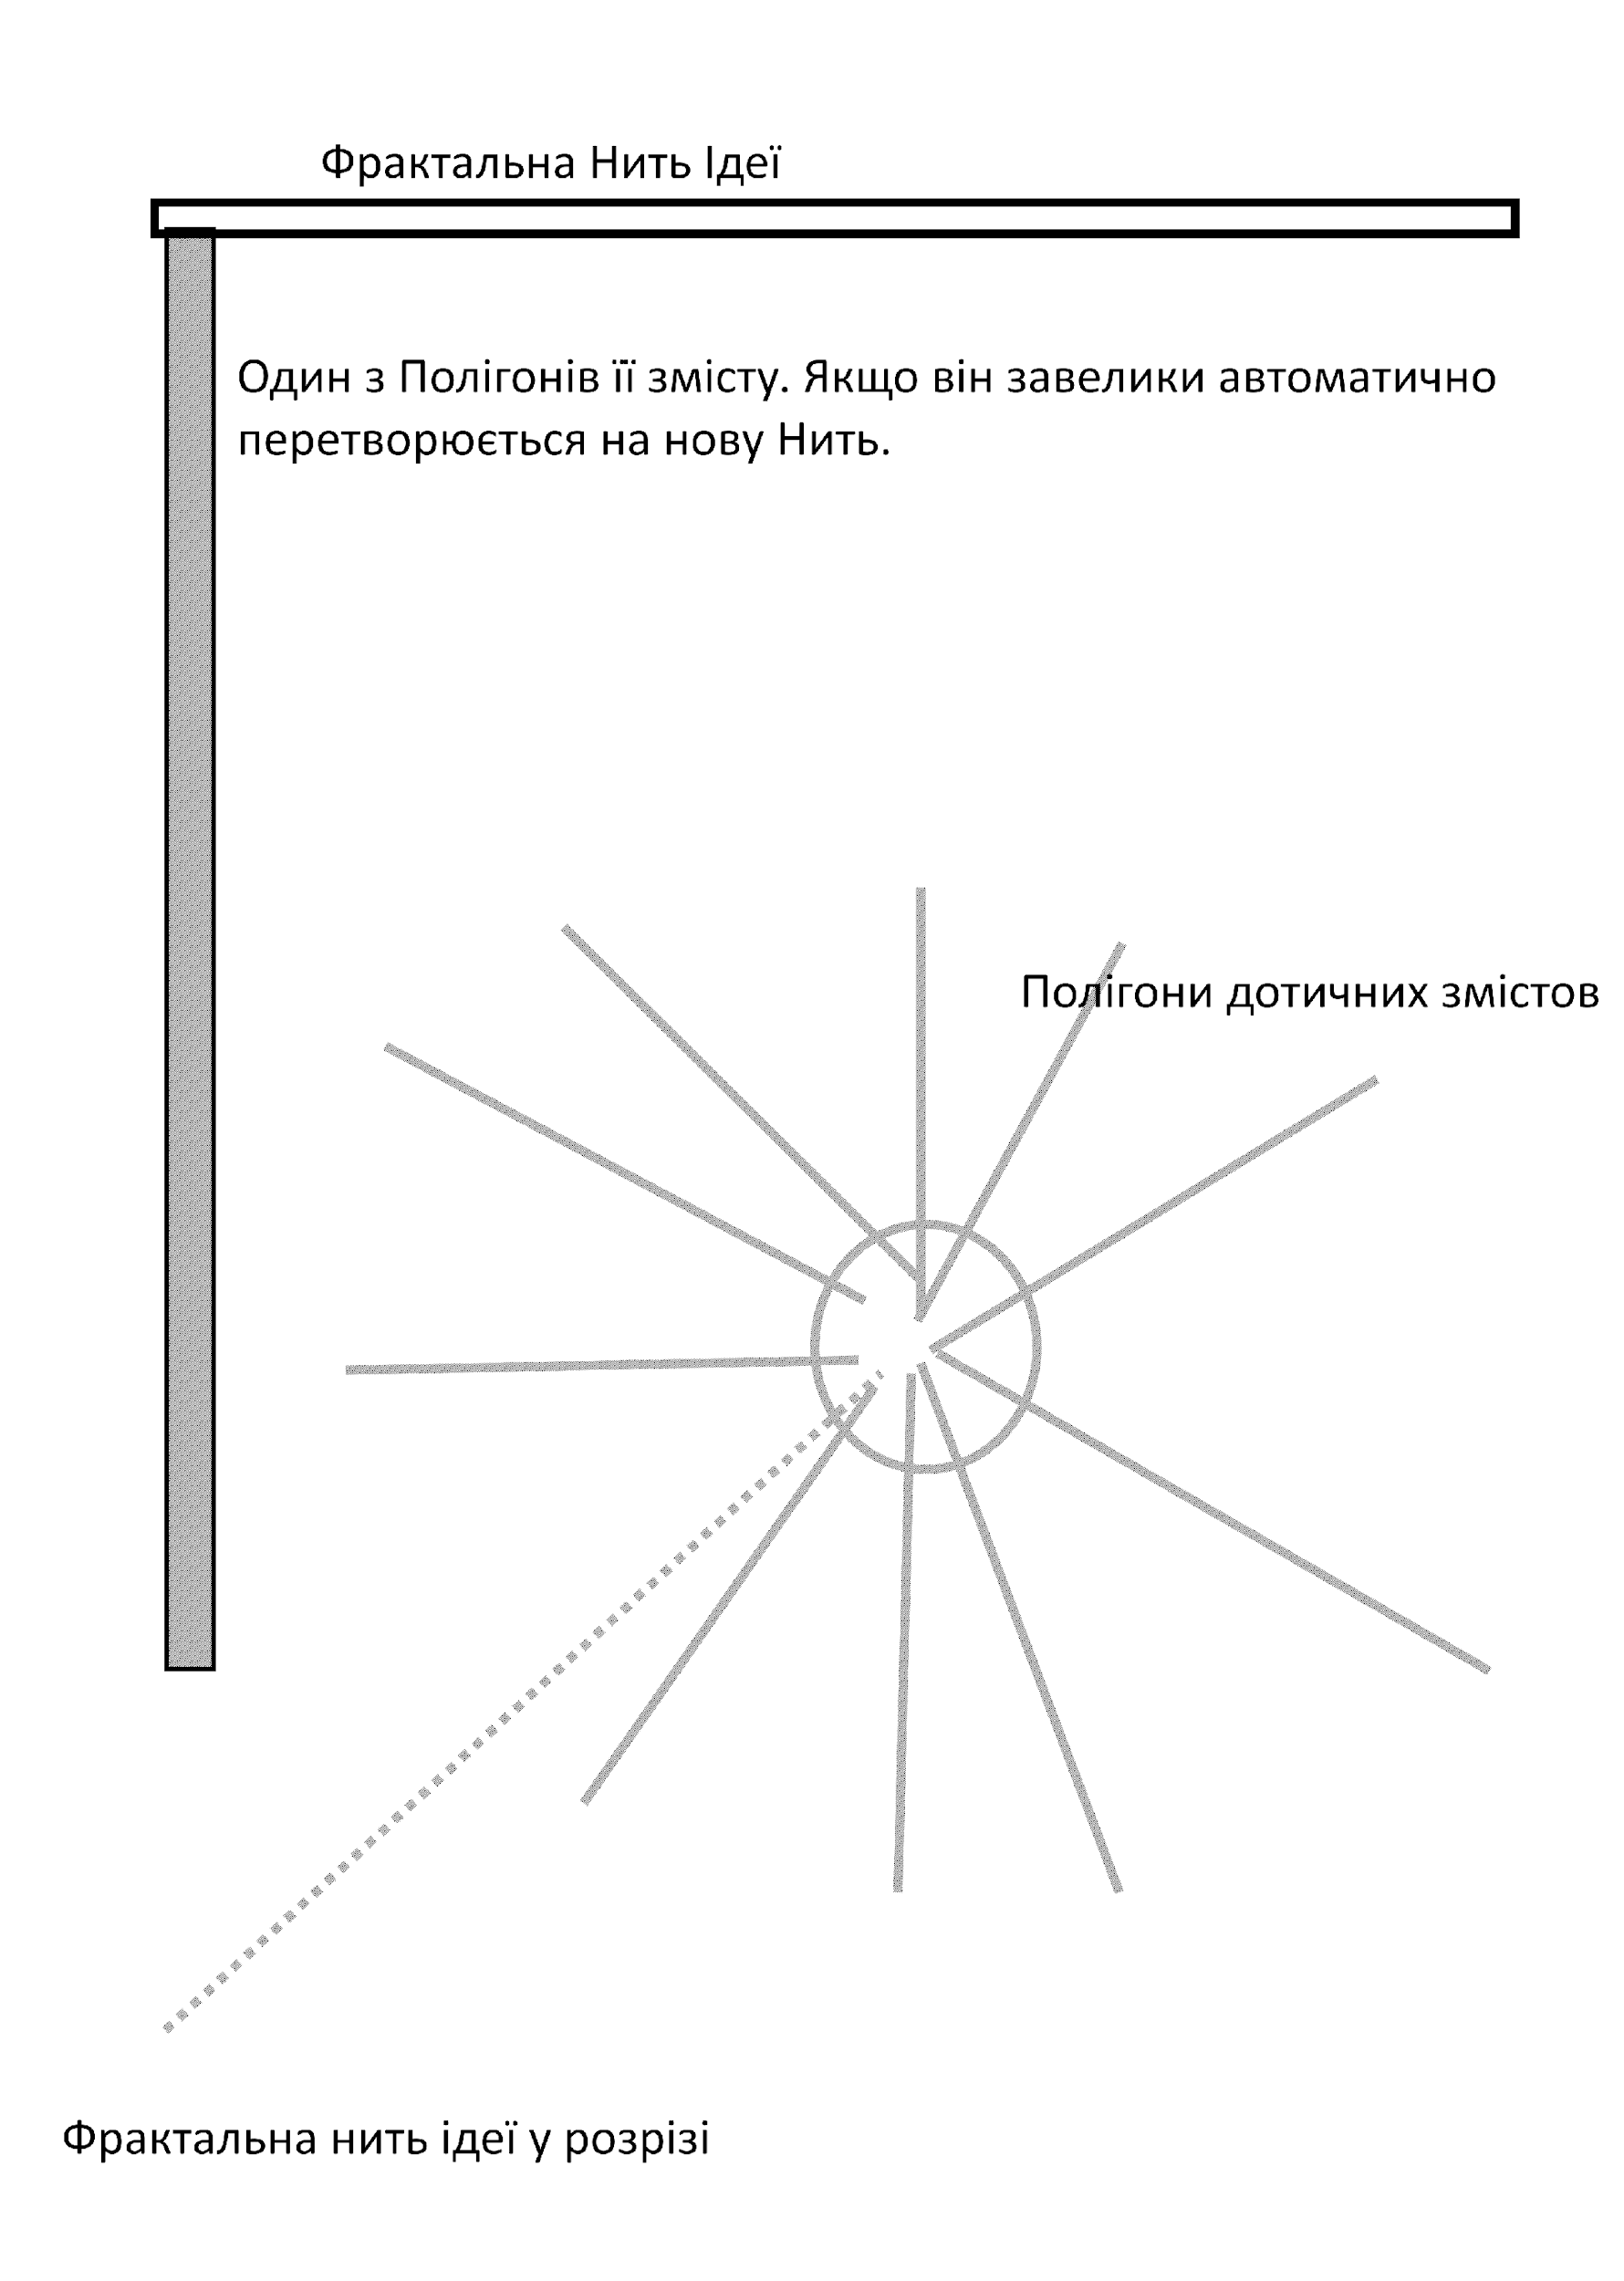 Фрактальна Нить Ідеї
Один з Полігонів її змісту. Якщо він завелики автоматично
перетворюється на нову Нить.
Полігони дотичних змістов
Фрактальна нить ідеї у розрізі